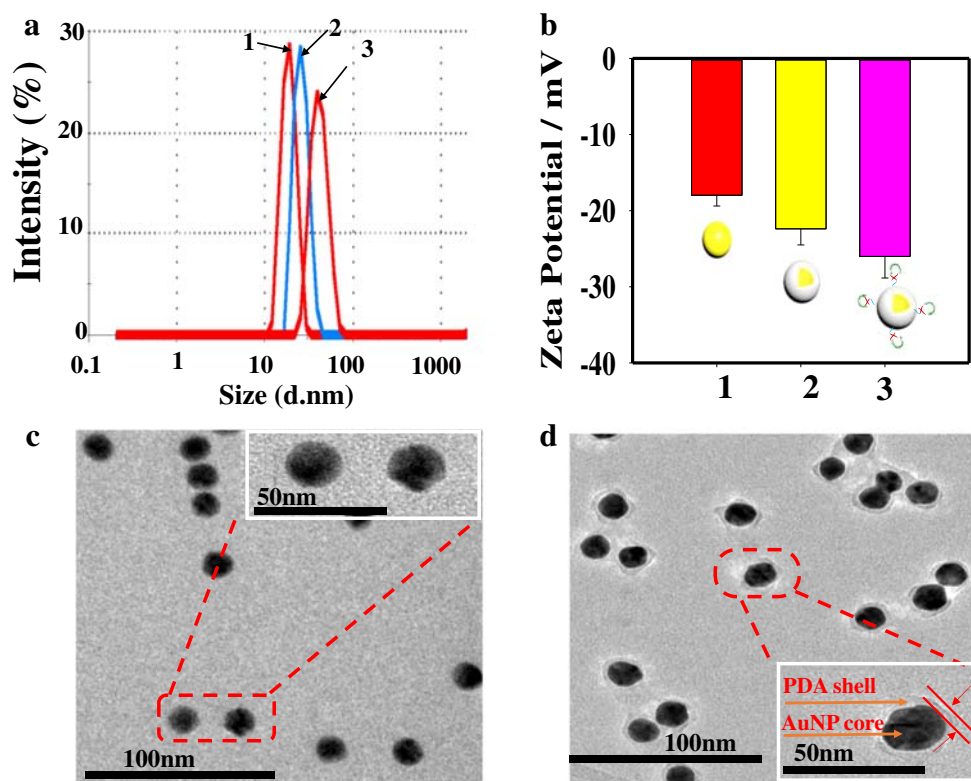 a
Intensity (%)
30
20
10
0
1
2
3
0.1 1 10 100 1000
Size (d.nm)
b
Zeta Potential / mV
0
-10
-20
-30
-40
1 2 3
c
50nm
100nm
d
PDA shell
AuNP core
50nm
100nm